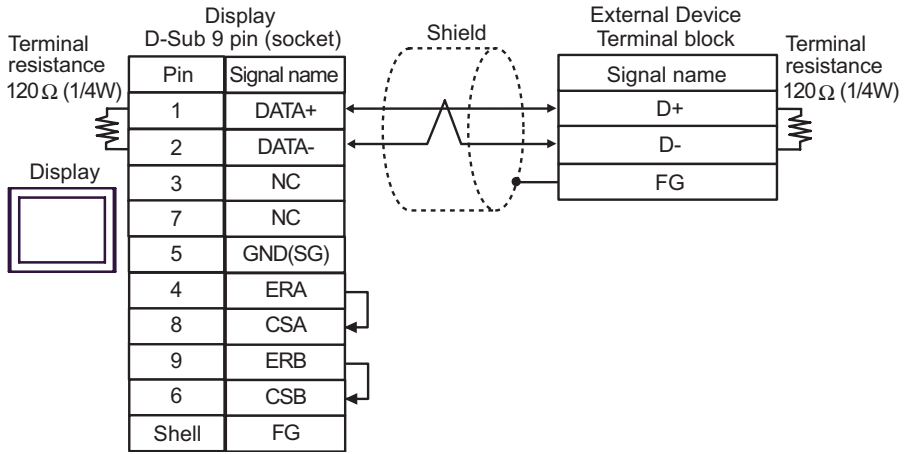 Display
D-Sub 9 pin (socket)
Terminal
resistance
120Ω (1/4W)
Pin Signal name
1 DATA+
2 DATA-
3 NC
7 NC
5 GND(SG)
4 ERA
8 CSA
9 ERB
6 CSB
Shell FG
Display
Shield
External Device
Terminal block
Signal name
D+
D-
FG
Terminal
resistance
120Ω (1/4W)